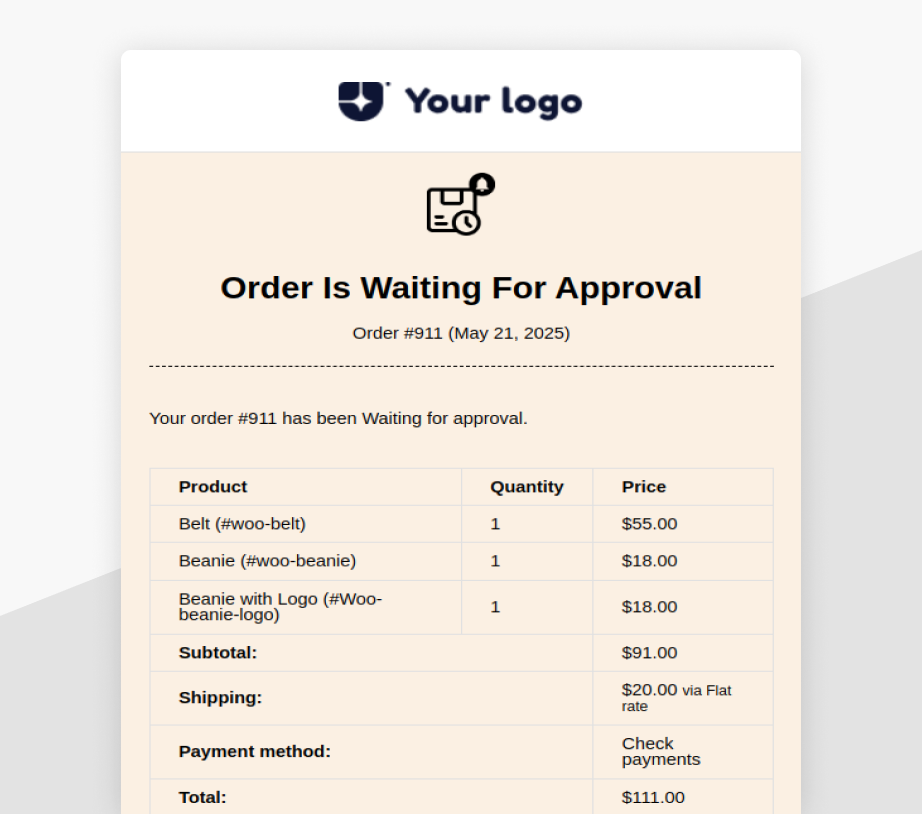 Your logo
Order Is Waiting For Approval
Order #911 (May 21, 2025)
Your order #911 has been Waiting for approval.
Product Quantity Price
Belt (#woo-belt) 1 $55.00
Beanie (#woo-beanie) 1 $18.00
Beanie with Logo (#Woo-
beanie-logo) 1 $18.00
Subtotal: $91.00
Shipping: $20.00 via Flat
rate
Payment method: Check
payments
Total: $111.00